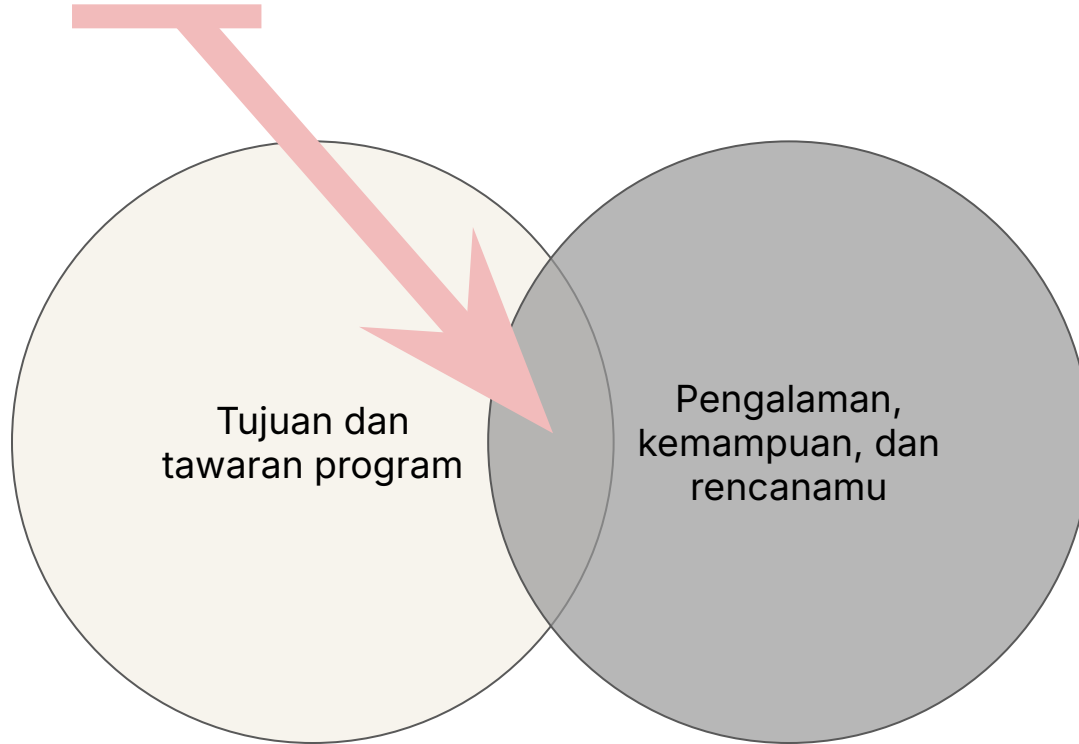 Tujuan dan
tawaran program
Pengalaman,
kemampuan, dan
rencanamu